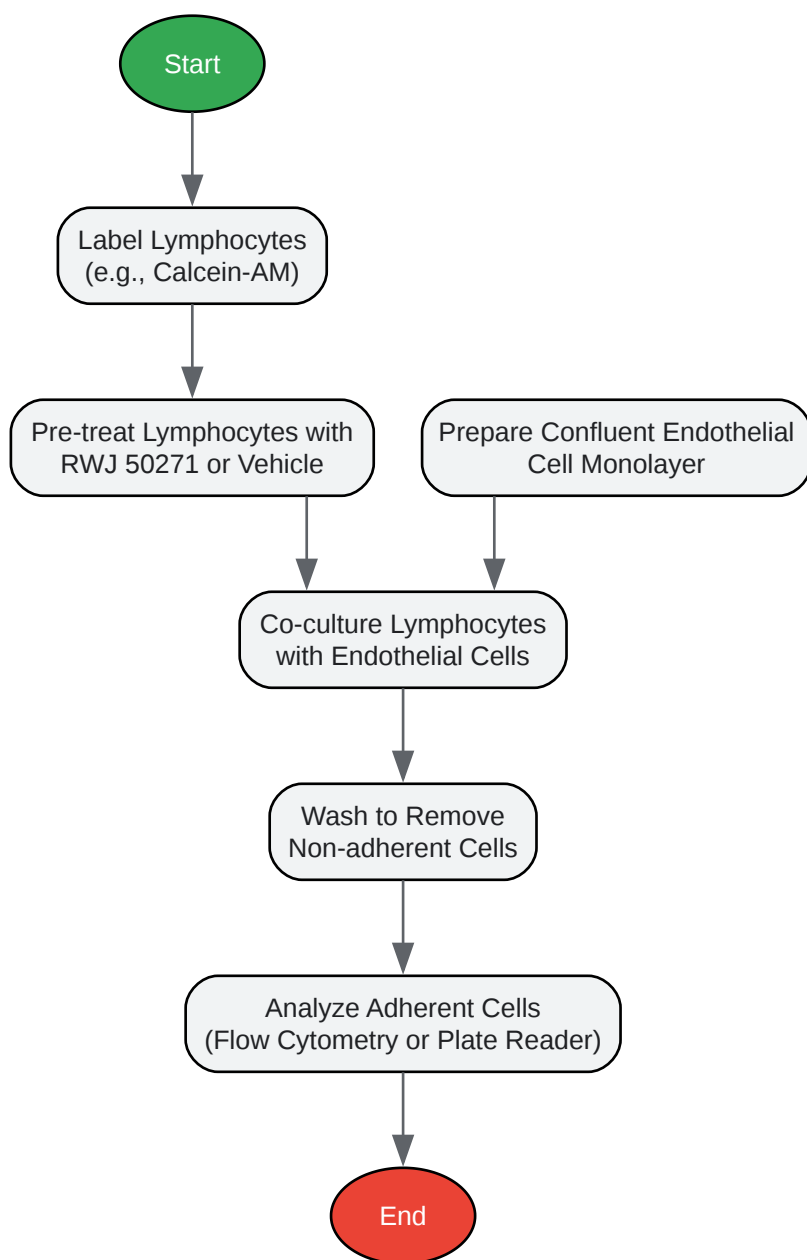 Start
Label Lymphocytes
(e.g., Calcein-AM)
Pre-treat Lymphocytes with
RWJ 50271 or Vehicle
Prepare Confluent Endothelial
Cell Monolayer
Co-culture Lymphocytes
with Endothelial Cells
Wash to Remove
Non-adherent Cells
Analyze Adherent Cells
(Flow Cytometry or Plate Reader)
End